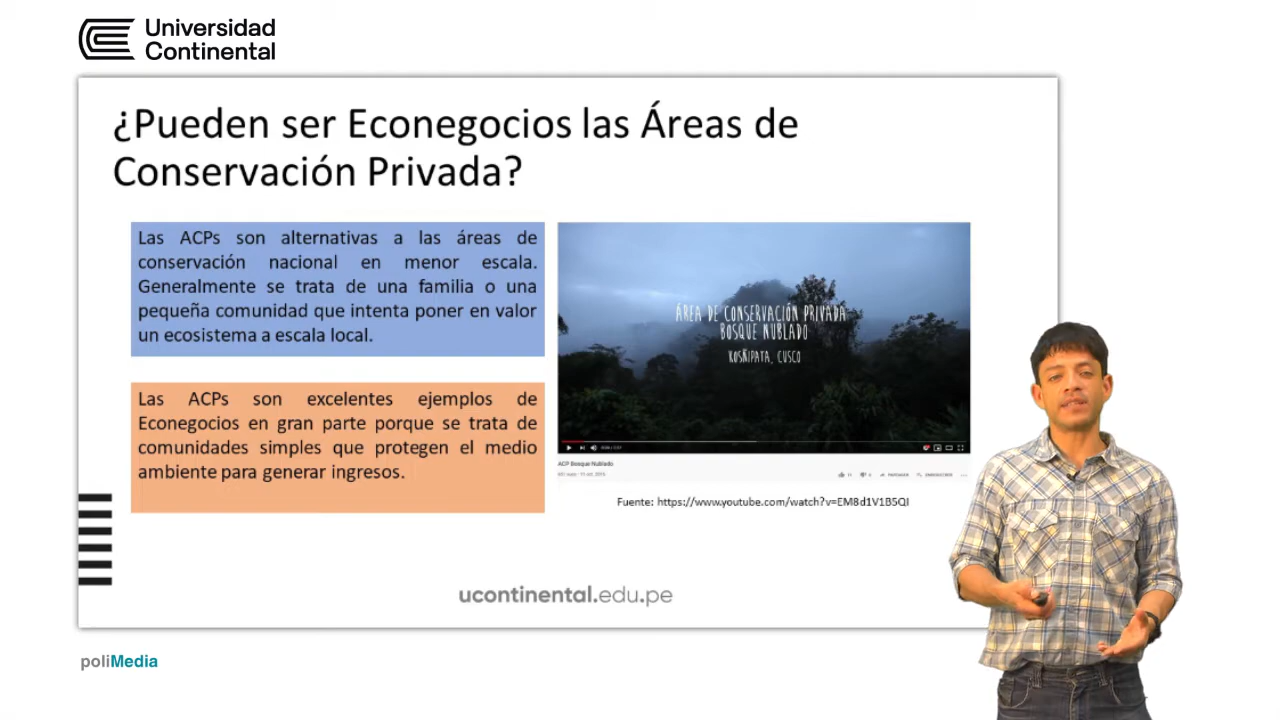 Universidad
Continental
¿Pueden ser Econegocios las Áreas de
Conservación Privada?
Las ACPs son alternativas a las áreas de
conservación nacional en menor escala.
Generalmente se trata de una familia o una
pequeña comunidad que intenta poner en valor
un ecosistema a escala local.
Las ACPs son excelentes ejemplos de
Econegocios en gran parte porque se trata de
comunidades simples que protegen el medio
ambiente para generar ingresos.
ÁREA DE CONSERVACIÓN PRIVADA
BOSQUE NUBLADO
KOSÑIPATA, CUSCO
ACP Bosque Nublado
Fuente: https://www.youtube.com/watch?v=EM8d1V1B5QI
ucontinental.edu.pe
poliMedia